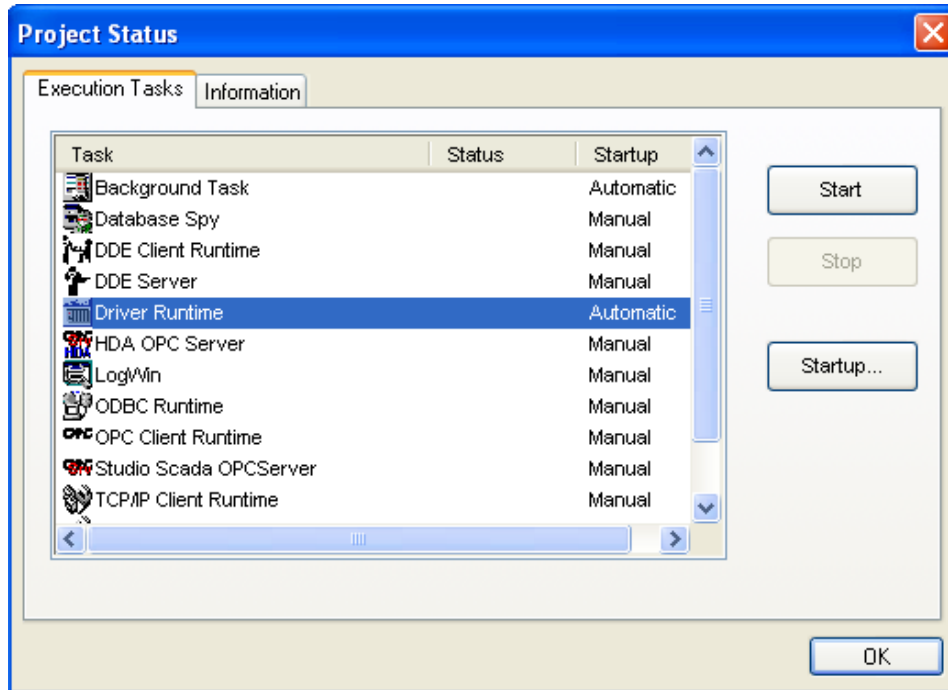 Project Status
Execution Tasks Information
Task Status Startup
Background Task Automatic
Database Spy Manual
DDE Client Runtime Manual
DDE Server Manual
Driver Runtime Automatic
HDA OPC Server Manual
LogWin Manual
ODBC Runtime Manual
OPC Client Runtime Manual
Studio Scada OPCServer Manual
TCP/IP Client Runtime Manual
Start
Stop
Startup...
OK